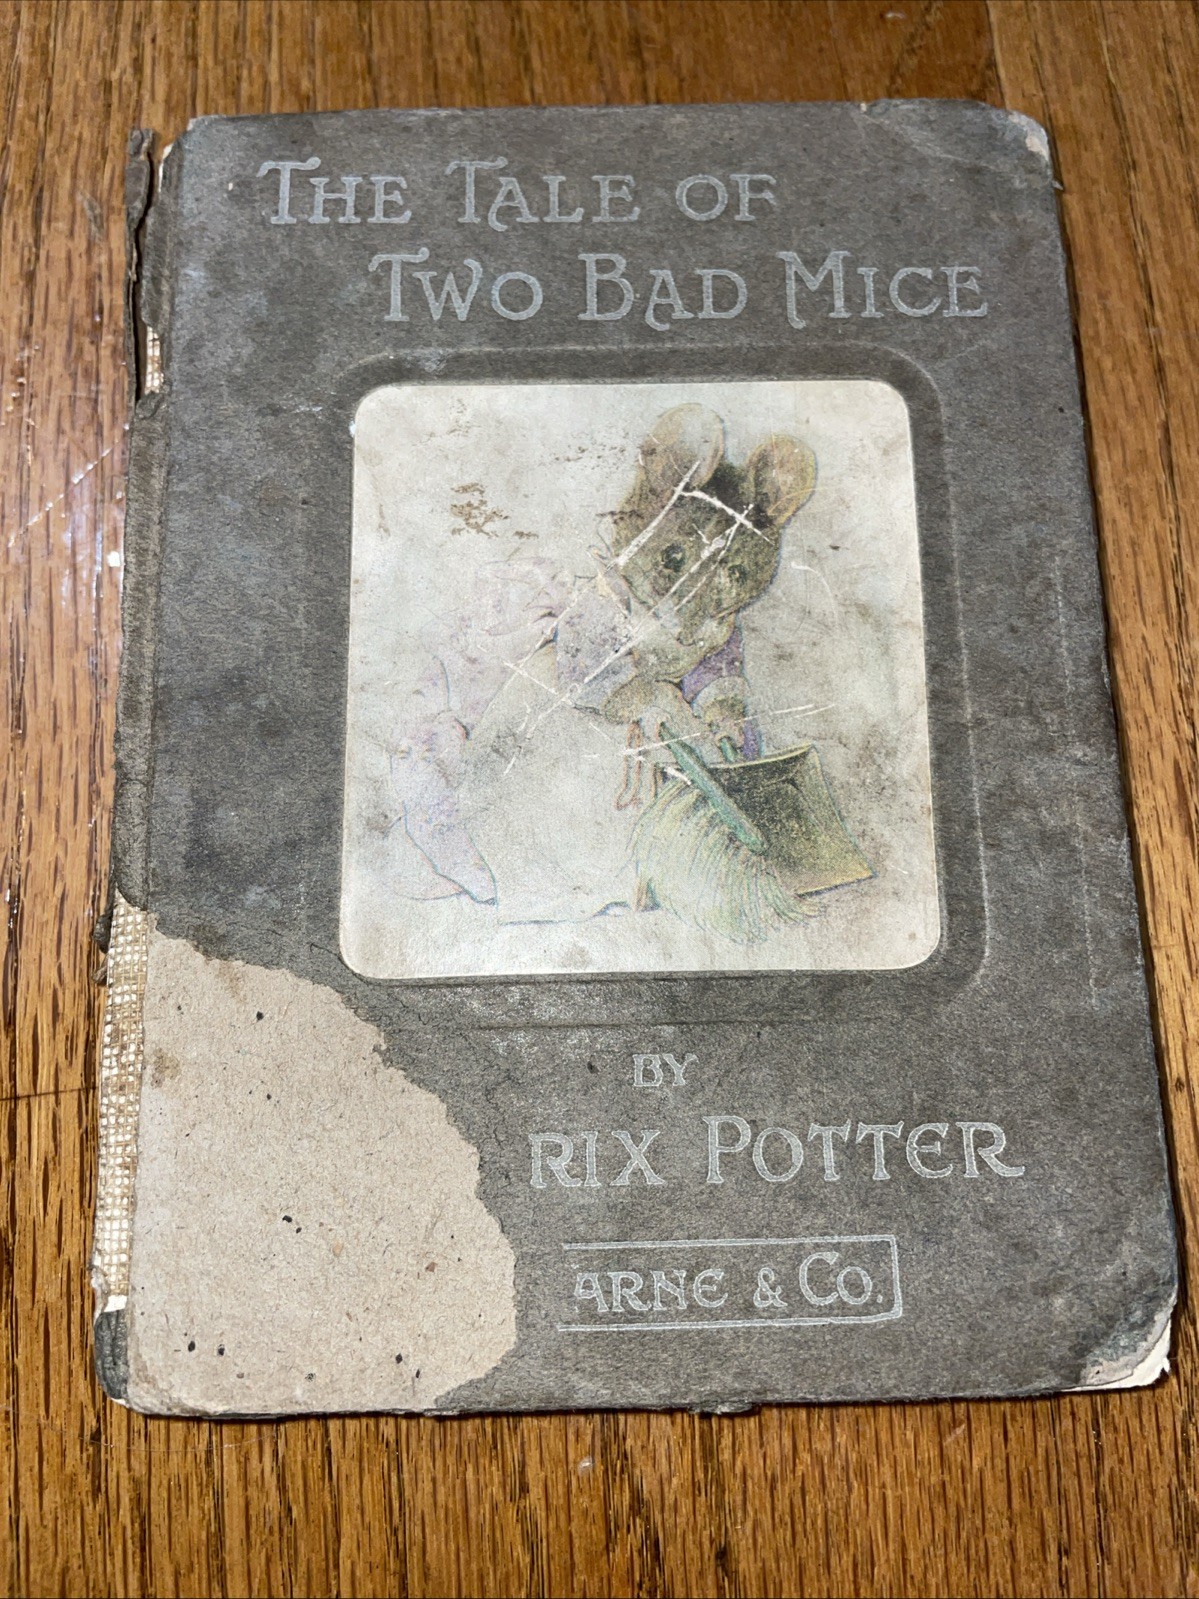 THE TALE OF
TWO BAD MICE
BY
RIX POTTER
ARNE & CO.